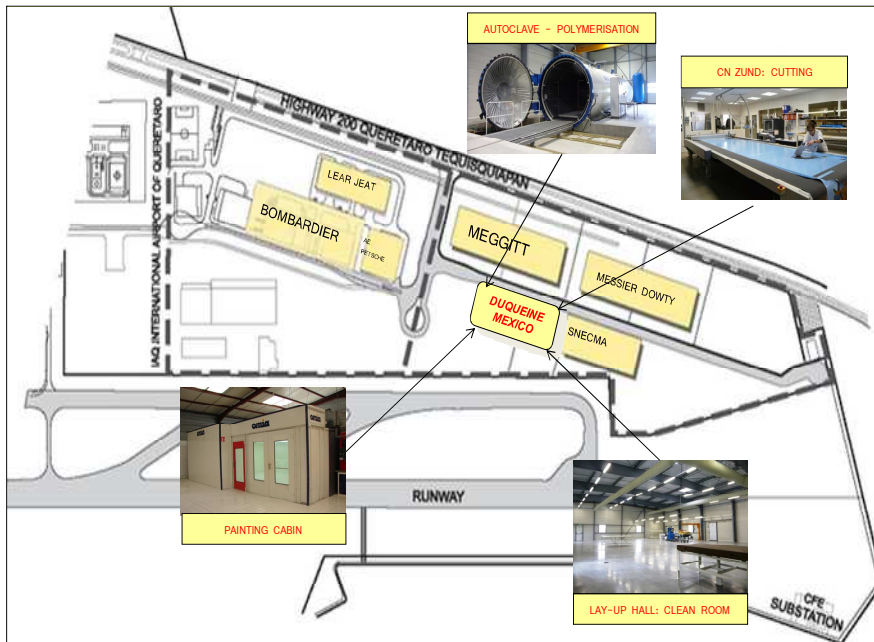 AUTOCLAVE - POLYMERISATION
CN ZUND: CUTTING
HIGHWAY 200 QUERETARO TEQUISQUIAPAN
IAQ INTERNATIONAL AIRPORT OF QUERETARO
LEAR JEAT
BOMBARDIER
AE
PETSCHE
MEGGITT
MESSIER DOWTY
DUQUEINE
MEXICO
SNECMA
RUNWAY
PAINTING CABIN
LAY-UP HALL: CLEAN ROOM
CFE
SUBSTATION